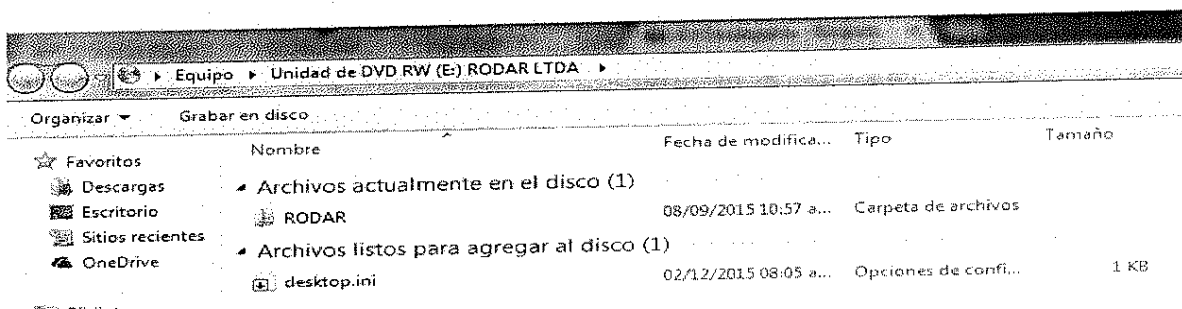 Equipo ▸ Unidad de DVD RW (E:) RODAR LTDA ▸
Organizar Grabar en disco
Nombre Fecha de modifica... Tipo Tamaño
Favoritos
Descargas
Escritorio
Sitios recientes
OneDrive
Archivos actualmente en el disco (1)
RODAR 08/09/2015 10:57 a... Carpeta de archivos
Archivos listos para agregar al disco (1)
desktop.ini 02/12/2015 08:05 a... Opciones de confi... 1 KB